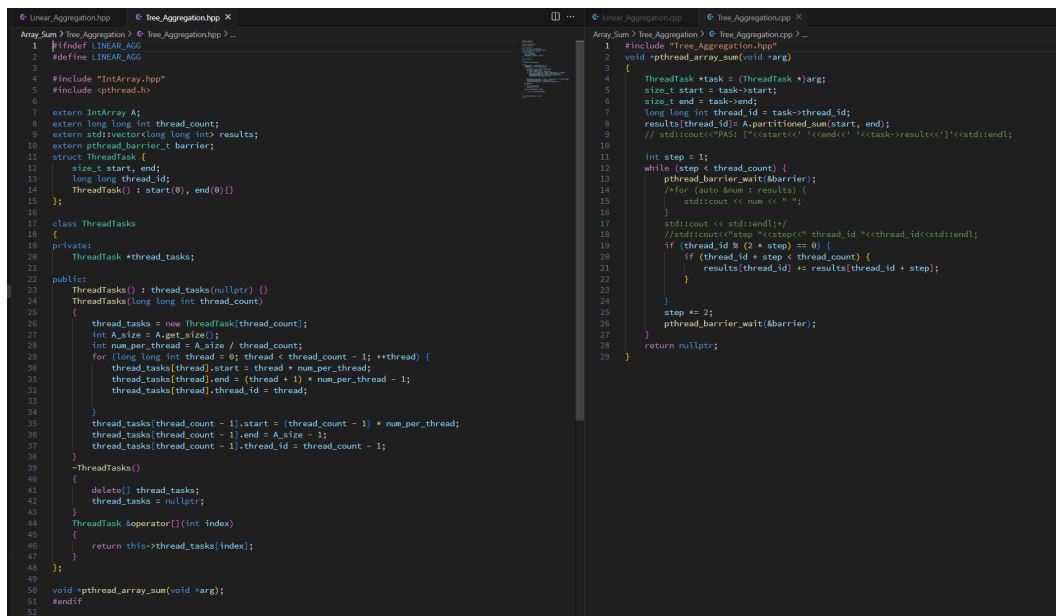 Linear_Aggregation.hpp
Tree_Aggregation.hpp ×
Array_Sum > Tree_Aggregation > Tree_Aggregation.hpp > ...
1 #ifndef LINEAR_AGG
2 #define LINEAR_AGG
3
4 #include "IntArray.hpp"
5 #include <pthread.h>
6
7 extern IntArray A;
8 extern long long int thread_count;
9 extern std::vector<long long int> results;
10 extern pthread_barrier_t barrier;
11 struct ThreadTask {
12     size_t start, end;
13     long long thread_id;
14     ThreadTask() : start(0), end(0){}
15 };
16
17 class ThreadTasks
18 {
19 private:
20     ThreadTask *thread_tasks;
21
22 public:
23     ThreadTasks() : thread_tasks(nullptr) {}
24     ThreadTasks(long long int thread_count)
25     {
26         thread_tasks = new ThreadTask[thread_count];
27         int A_size = A.get_size();
28         int num_per_thread = A_size / thread_count;
29         for (long long int thread = 0; thread < thread_count - 1; ++thread) {
30             thread_tasks[thread].start = thread * num_per_thread;
31             thread_tasks[thread].end = (thread + 1) * num_per_thread - 1;
32             thread_tasks[thread].thread_id = thread;
33
34         }
35         thread_tasks[thread_count - 1].start = (thread_count - 1) * num_per_thread;
36         thread_tasks[thread_count - 1].end = A_size - 1;
37         thread_tasks[thread_count - 1].thread_id = thread_count - 1;
38     }
39     ~ThreadTasks()
40     {
41         delete[] thread_tasks;
42         thread_tasks = nullptr;
43     }
44     ThreadTask &operator[](int index)
45     {
46         return this->thread_tasks[index];
47     }
48 };
49
50 void *pthread_array_sum(void *arg);
51 #endif
52
Linear_Aggregation.cpp
Tree_Aggregation.cpp ×
Array_Sum > Tree_Aggregation > Tree_Aggregation.cpp > ...
1 #include "Tree_Aggregation.hpp"
2 void *pthread_array_sum(void *arg)
3 {
4     ThreadTask *task = (ThreadTask *)arg;
5     size_t start = task->start;
6     size_t end = task->end;
7     long long int thread_id = task->thread_id;
8     results[thread_id]= A.partitioned_sum(start, end);
9     // std::cout<<"PAS: ["<<start<<' '<<end<<' '<<task->result<<']'<<std::endl;
10
11     int step = 1;
12     while (step < thread_count) {
13         pthread_barrier_wait(&barrier);
14         /*for (auto &num : results) {
15             std::cout << num << " ";
16         }
17         std::cout << std::endl;*/
18         //std::cout<<"step "<<step<<" thread_id "<<thread_id<<std::endl;
19         if (thread_id % (2 * step) == 0) {
20             if (thread_id + step < thread_count) {
21                 results[thread_id] += results[thread_id + step];
22             }
23
24         }
25         step *= 2;
26         pthread_barrier_wait(&barrier);
27     }
28     return nullptr;
29 }